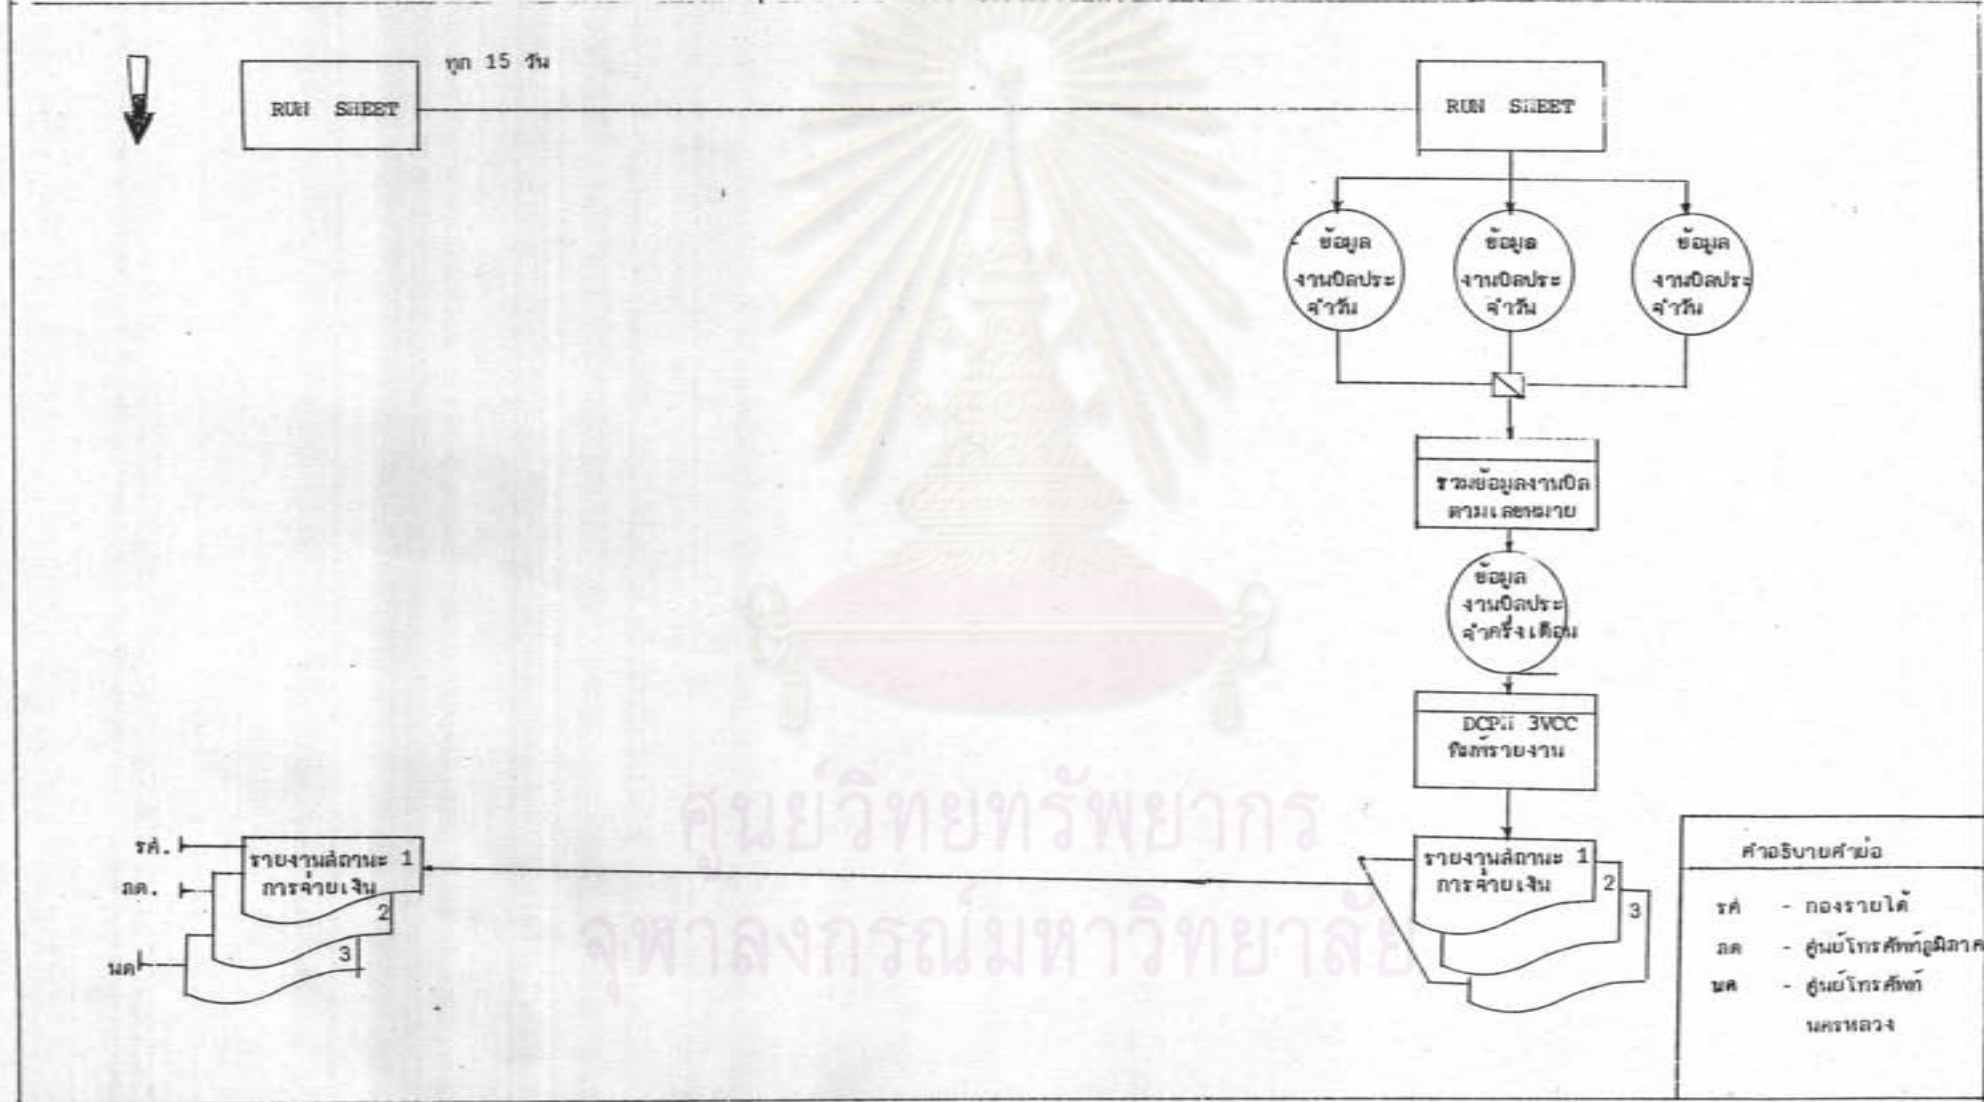 ทุก 15 วัน
RUN SHEET
RUN SHEET
ข้อมูล
งานบิลประ
จำวัน
ข้อมูล
งานบิลประ
จำวัน
ข้อมูล
งานบิลประ
จำวัน
รวมข้อมูลงานบิล
ตามเลขหมาย
ข้อมูล
งานบิลประ
จำครึ่งเดือน
3VCC
พิมพ์รายงาน
ศูนย์วิทยทรัพยากร
จุฬาลงกรณ์มหาวิทยาลัย
รด.
ภด.
นด
รายงานสถานะ 1
การจ่ายเงิน
2
3
รายงานสถานะ 1
การจ่ายเงิน
2
3
คำอธิบายคำย่อ
รด - กองรายได้
ภด - ศูนย์โทรศัพท์ภูมิภาค
นด - ศูนย์โทรศัพท์
นครหลวง